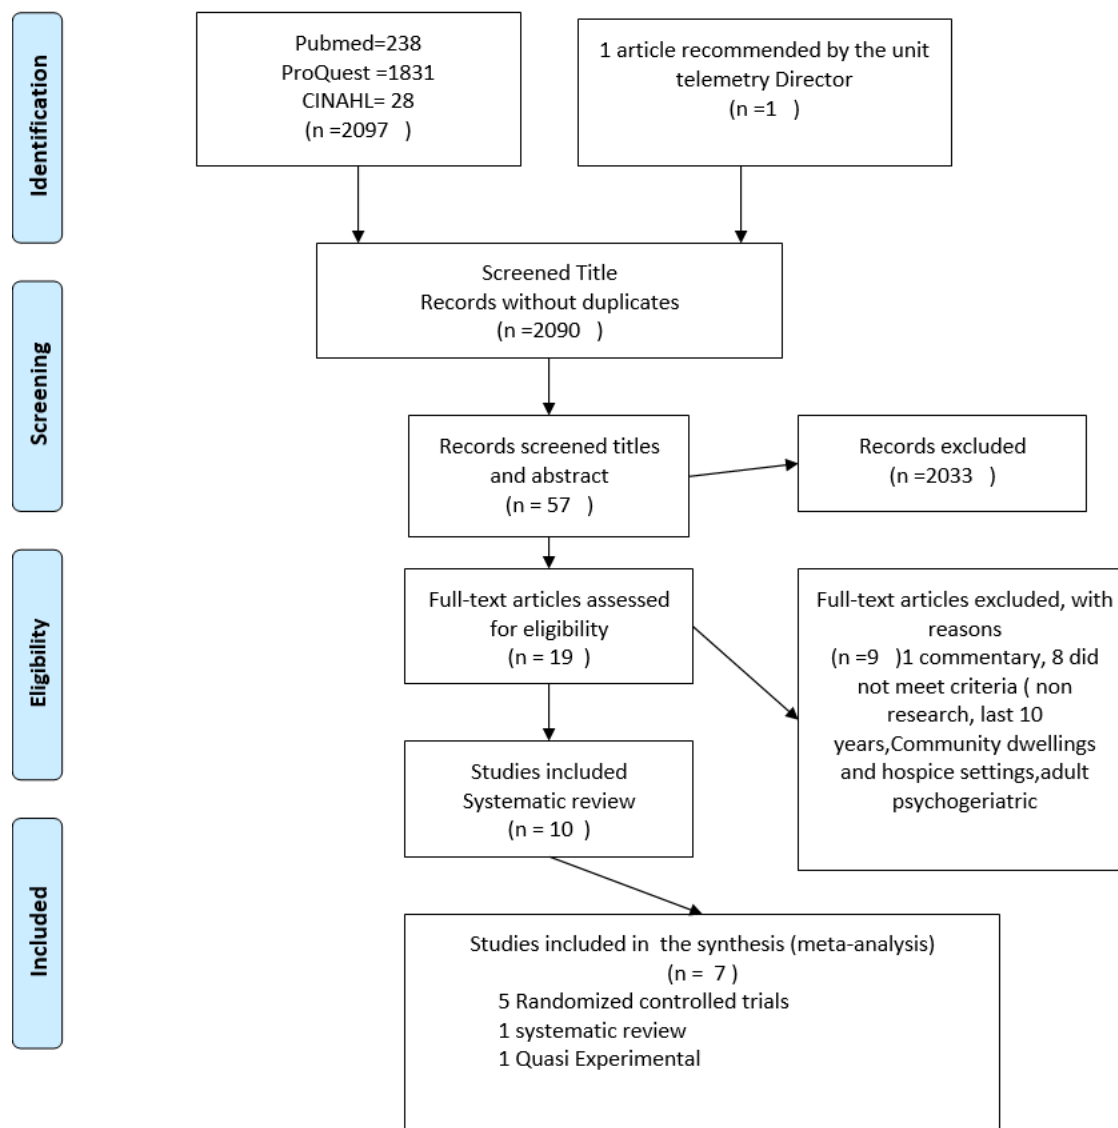 Identification
Pubmed=238
ProQuest =1831
CINAHL= 28
(n =2097   )
1 article recommended by the unit
telemetry Director
(n =1   )
Screening
Screened Title
Records without duplicates
(n =2090   )
Records screened titles
and abstract
(n = 57   )
Records excluded
(n =2033   )
Eligibility
Full-text articles assessed
for eligibility
(n = 19   )
Full-text articles excluded, with
reasons
(n =9   )1 commentary, 8 did
not meet criteria ( non
research, last 10
years,Community dwellings
and hospice settings,adult
psychogeriatric
Studies included
Systematic review
(n = 10   )
Included
Studies included in  the synthesis (meta-analysis)
(n =  7 )
5 Randomized controlled trials
1 systematic review
1 Quasi Experimental